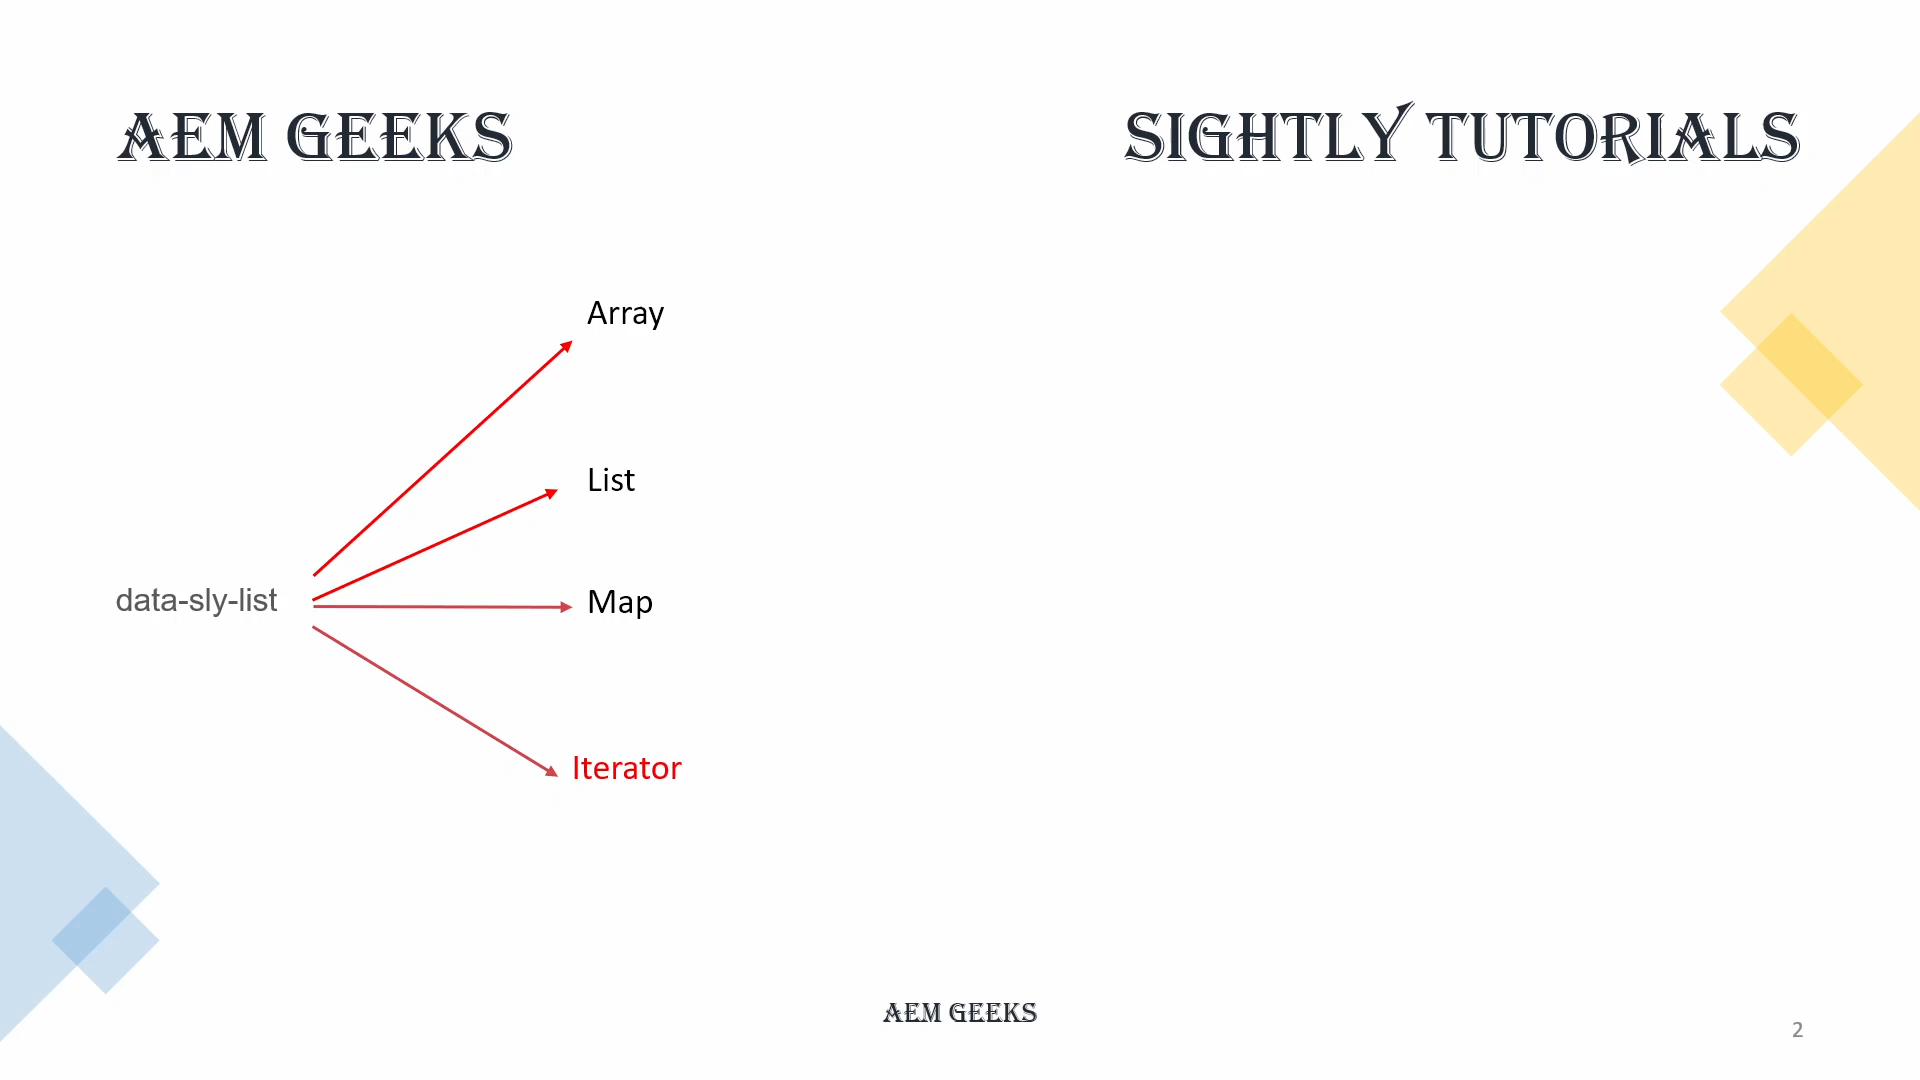 AEM GEEKS
SIGHTLY TUTORIALS
Array
List
data-sly-list
Map
Iterator
AEM GEEKS
2